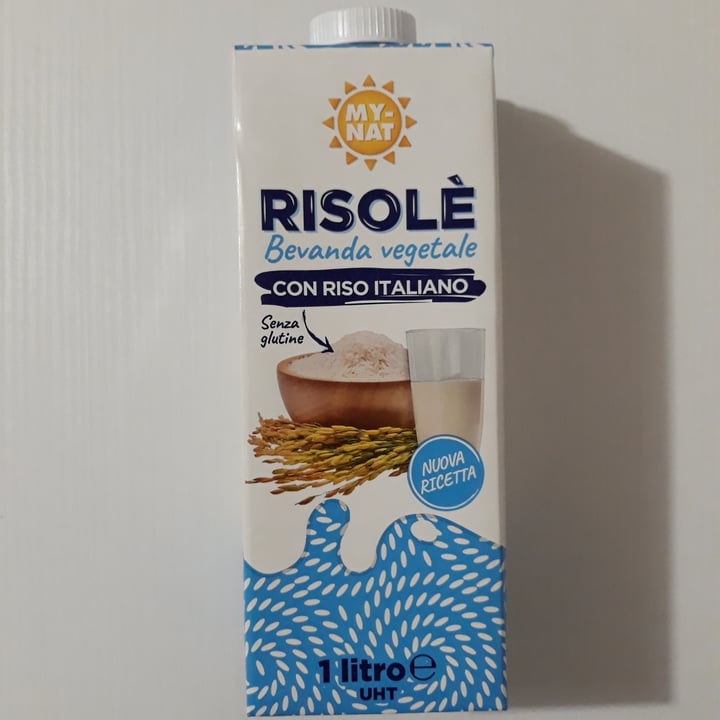 MY-
NAT
RISOLÈ
Bevanda vegetale
CON RISO ITALIANO
Senza
glutine
NUOVA
RICETTA
1 litro ℮
UHT